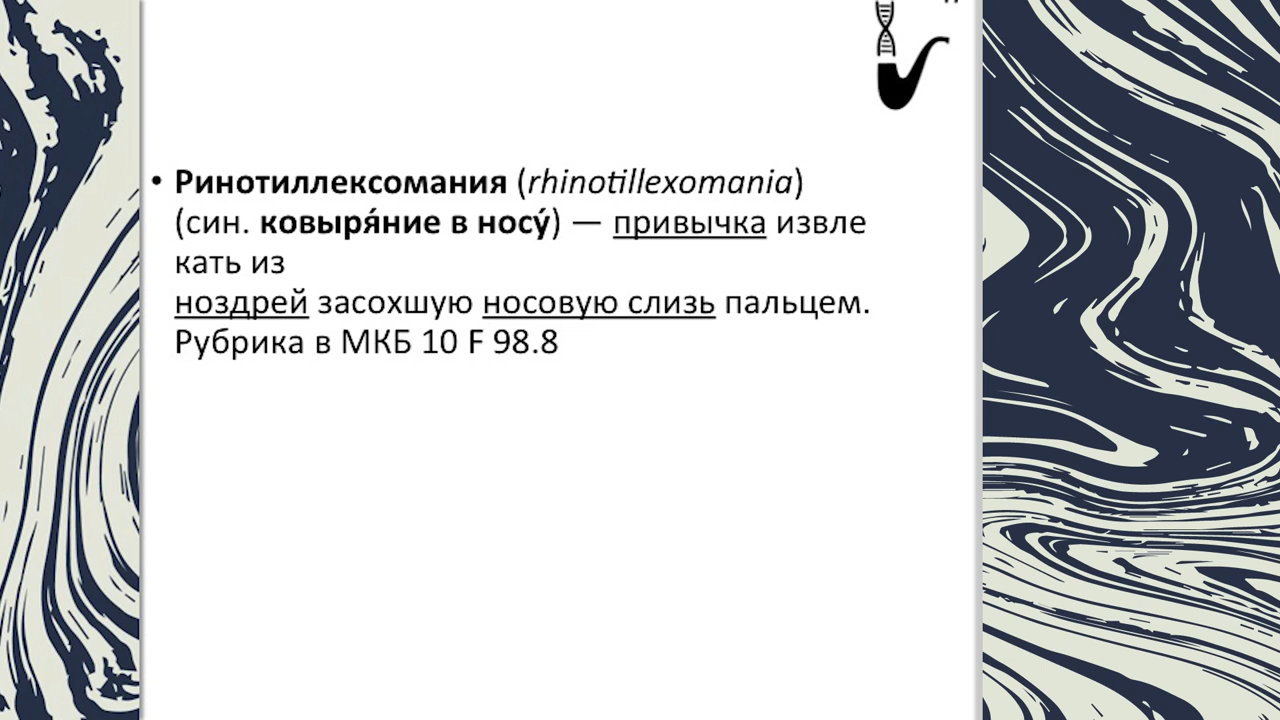 • Ринотиллексомания (rhinotillexomania)
(син. ковыря́ние в носу́) — привычка извле
кать из
ноздрей засохшую носовую слизь пальцем.
Рубрика в МКБ 10 F 98.8